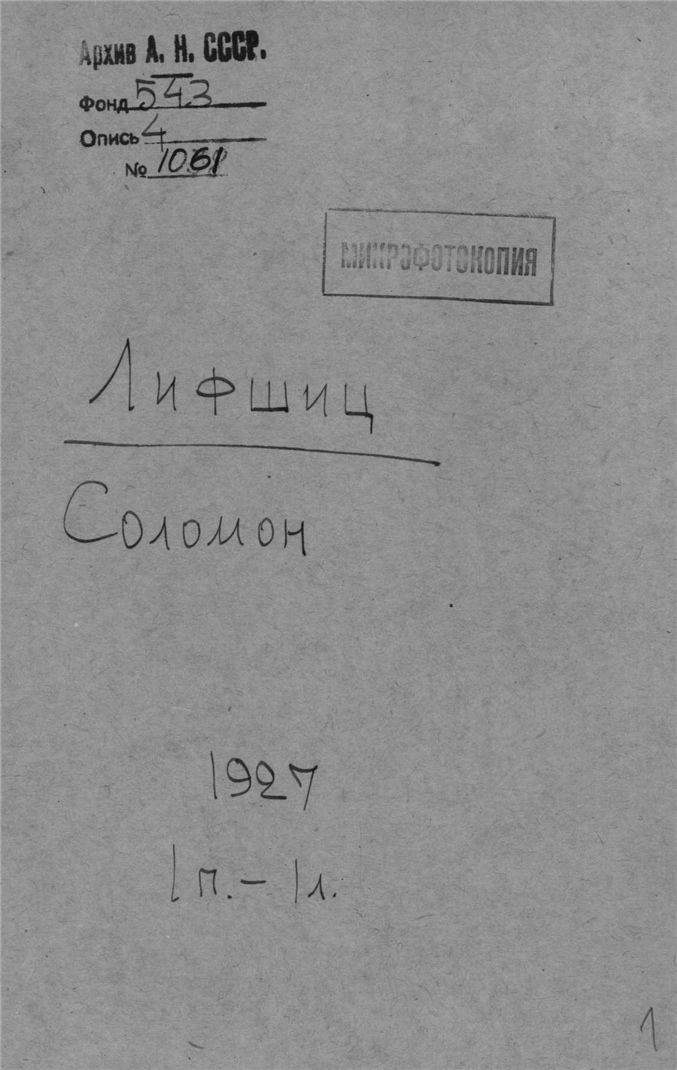 Архив А. Н. СССР.
Фонд 543
Опись 4
№ 1061
МИКРОФОТОКОПИЯ
Лифшиц
Соломон
1927
1 п. – 1 л.
1